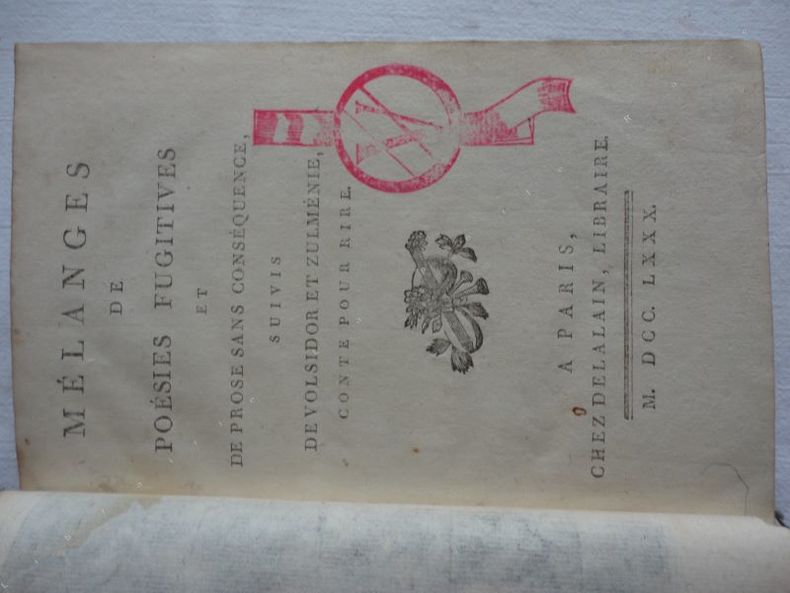 MÉLANGES
DE
POÉSIES FUGITIVES
ET
DE PROSE SANS CONSÉQUENCE,
SUIVIS
DE VOLSIDOR ET ZULMÉNIE,
CONTE POUR RIRE.
A PARIS,
CHEZ DELALAIN, LIBRAIRE.
M. DCC. LXXX.